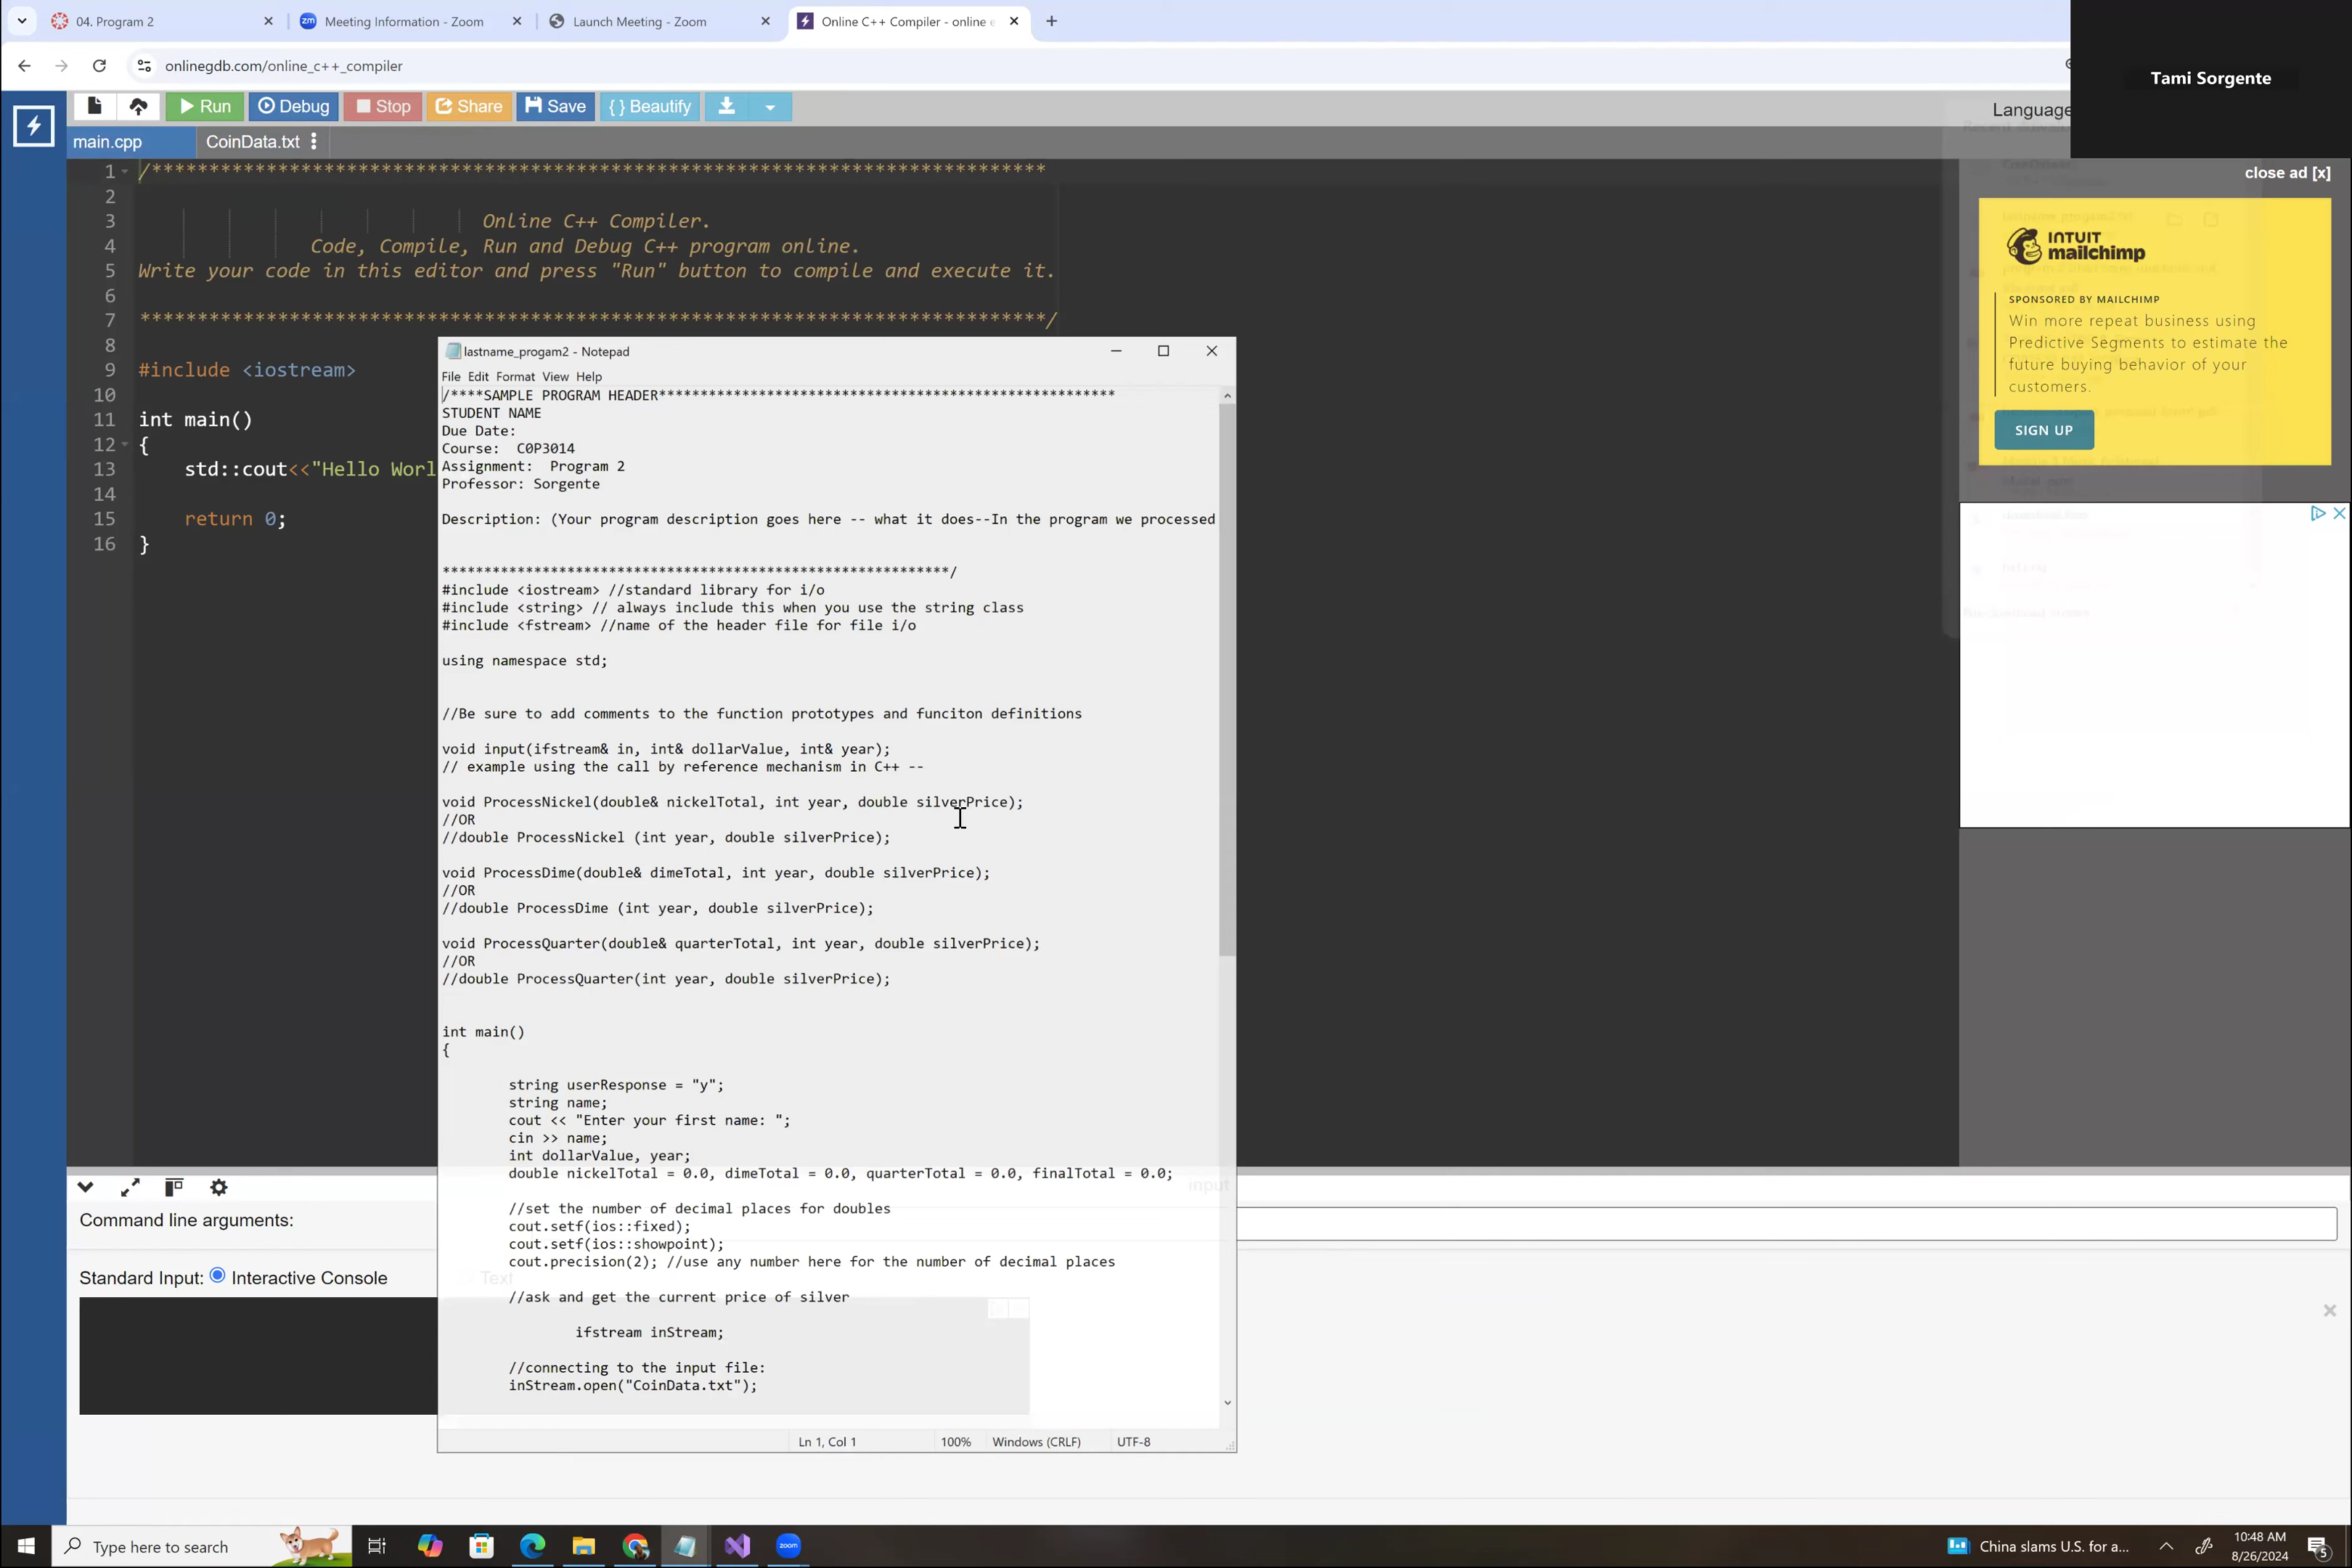 04. Program 2
Meeting Information - Zoom
Launch Meeting - Zoom
Online C++ Compiler - online e
onlinegdb.com/online_c++_compiler
Tami Sorgente
Run
Debug
Stop
Share
Save
{ } Beautify
Language
main.cpp
CoinData.txt
1 /******************************************************************************
2
3 Online C++ Compiler.
4 Code, Compile, Run and Debug C++ program online.
5 Write your code in this editor and press "Run" button to compile and execute it.
6
7 *******************************************************************************/
8
9 #include <iostream>
10
11 int main()
12 {
13 std::cout<<"Hello Worl
14
15 return 0;
16 }
close ad [x]
INTUIT
mailchimp
SPONSORED BY MAILCHIMP
Win more repeat business using
Predictive Segments to estimate the
future buying behavior of your
customers.
SIGN UP
lastname_progam2 - Notepad
File Edit Format View Help
/****SAMPLE PROGRAM HEADER*******************************************************
STUDENT NAME
Due Date:
Course: C0P3014
Assignment: Program 2
Professor: Sorgente
Description: (Your program description goes here -- what it does--In the program we processed
*************************************************************/
#include <iostream> //standard library for i/o
#include <string> // always include this when you use the string class
#include <fstream> //name of the header file for file i/o
using namespace std;
//Be sure to add comments to the function prototypes and funciton definitions
void input(ifstream& in, int& dollarValue, int& year);
// example using the call by reference mechanism in C++ --
void ProcessNickel(double& nickelTotal, int year, double silverPrice);
//OR
//double ProcessNickel (int year, double silverPrice);
void ProcessDime(double& dimeTotal, int year, double silverPrice);
//OR
//double ProcessDime (int year, double silverPrice);
void ProcessQuarter(double& quarterTotal, int year, double silverPrice);
//OR
//double ProcessQuarter(int year, double silverPrice);
int main()
{
string userResponse = "y";
string name;
cout << "Enter your first name: ";
cin >> name;
int dollarValue, year;
double nickelTotal = 0.0, dimeTotal = 0.0, quarterTotal = 0.0, finalTotal = 0.0;
//set the number of decimal places for doubles
cout.setf(ios::fixed);
cout.setf(ios::showpoint);
cout.precision(2); //use any number here for the number of decimal places
//ask and get the current price of silver
ifstream inStream;
//connecting to the input file:
inStream.open("CoinData.txt");
Ln 1, Col 1
100%
Windows (CRLF)
UTF-8
input
Command line arguments:
Standard Input:
Interactive Console
Text
Type here to search
zoom
China slams U.S. for a...
10:48 AM
8/26/2024
5